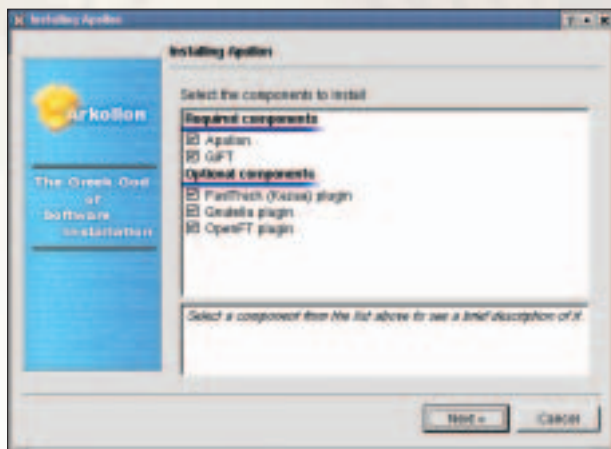 Installing Apollon
Installing Apollon
Select the components to install
Required components
Apollon
GiFT
Optional components
FastTrack (Kazaa) plugin
Gnutella plugin
OpenFT plugin
Arkollon
The Greek God
of
Software
Installation
Select a component from the list above to see a brief description of it
Next »
Cancel